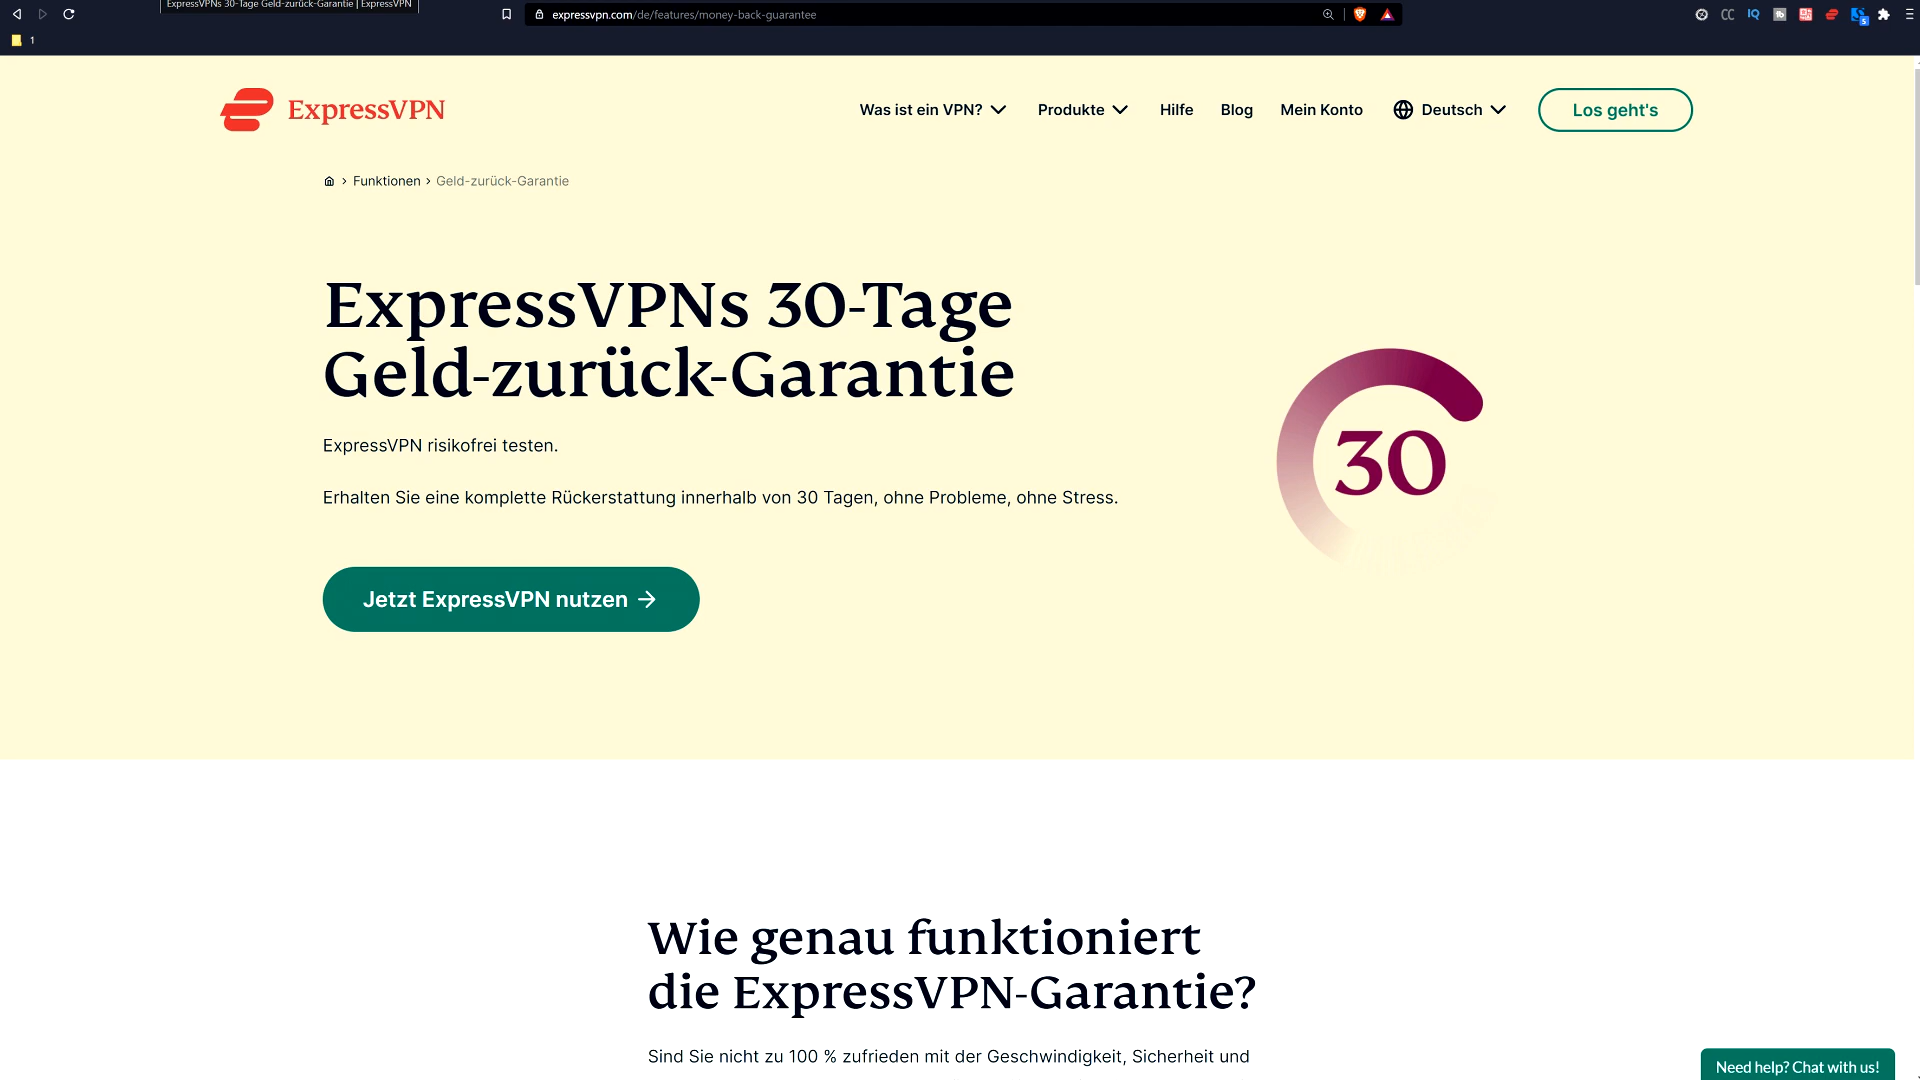 ExpressVPNs 30-Tage Geld-zurück-Garantie | ExpressVPN
expressvpn.com/de/features/money-back-guarantee
CC
IQ
5
1
ExpressVPN
Was ist ein VPN?
Produkte
Hilfe
Blog
Mein Konto
Deutsch
Los geht's
Funktionen
Geld-zurück-Garantie
ExpressVPNs 30-Tage
Geld-zurück-Garantie
ExpressVPN risikofrei testen.
Erhalten Sie eine komplette Rückerstattung innerhalb von 30 Tagen, ohne Probleme, ohne Stress.
30
Jetzt ExpressVPN nutzen →
Wie genau funktioniert
die ExpressVPN-Garantie?
Sind Sie nicht zu 100 % zufrieden mit der Geschwindigkeit, Sicherheit und
Need help? Chat with us!